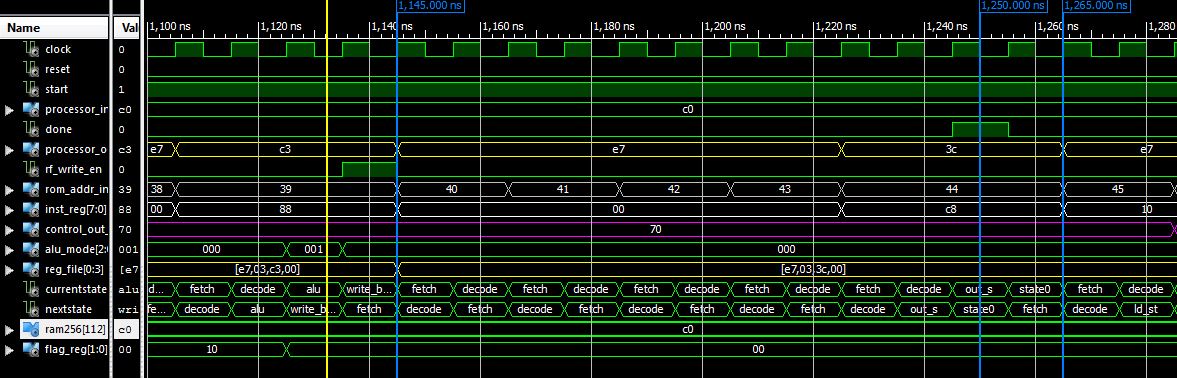 1,145.000 ns 1,250.000 ns 1,265.000 ns
Name Val 1,100 ns 1,120 ns 1,140 ns 1,160 ns 1,180 ns 1,200 ns 1,220 ns 1,240 ns 1,260 ns 1,280
clock 0
reset 0
start 1
processor_in c0 c0
done 0
processor_o c3 e7 c3 e7 3c e7
rf_write_en 0
rom_addr_in 39 38 39 40 41 42 43 44 45
inst_reg[7:0] 88 00 88 00 c8 10
control_out_ 70 70
alu_mode[2:0 001 000 001 000
reg_file[0:3] [e7 [e7,03,c3,00] [e7,03,3c,00]
currentstate alu d... fetch decode alu write_b... fetch decode fetch decode fetch decode fetch decode fetch decode out_s state0 fetch decode
nextstate wri fe... decode alu write_b... fetch decode fetch decode fetch decode fetch decode fetch decode out_s state0 fetch decode ld_st
ram256[112] c0 c0
flag_reg[1:0] 00 10 00